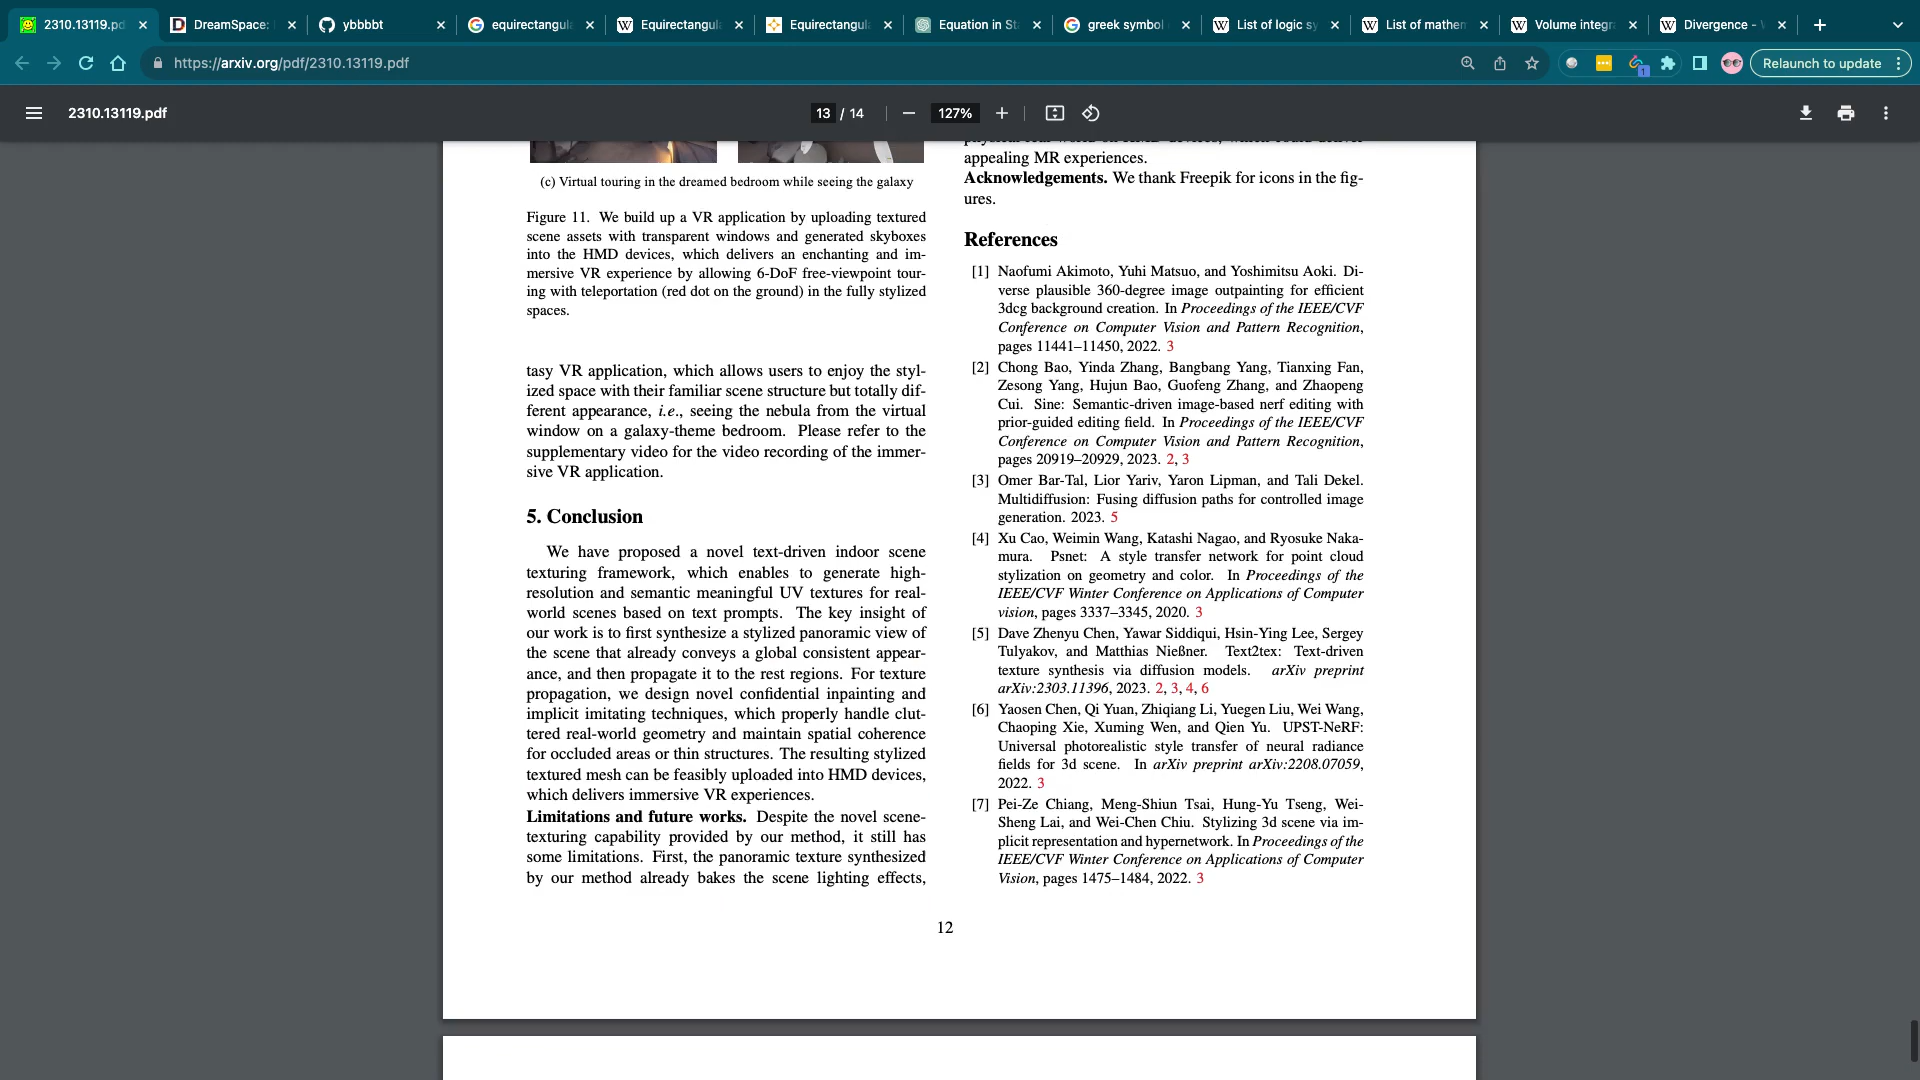 2310.13119.pd
DreamSpace:
ybbbbt
equirectangul
Equirectangul
Equirectangul
Equation in St
greek symbol
List of logic sy
List of mather
Volume integr
Divergence -
https://arxiv.org/pdf/2310.13119.pdf
1
Relaunch to update
2310.13119.pdf
13 / 14
127%
(c) Virtual touring in the dreamed bedroom while seeing the galaxy
Figure 11. We build up a VR application by uploading textured
scene assets with transparent windows and generated skyboxes
into the HMD devices, which delivers an enchanting and im-
mersive VR experience by allowing 6-DoF free-viewpoint tour-
ing with teleportation (red dot on the ground) in the fully stylized
spaces.
tasy VR application, which allows users to enjoy the styl-
ized space with their familiar scene structure but totally dif-
ferent appearance, i.e., seeing the nebula from the virtual
window on a galaxy-theme bedroom. Please refer to the
supplementary video for the video recording of the immer-
sive VR application.
5. Conclusion
We have proposed a novel text-driven indoor scene
texturing framework, which enables to generate high-
resolution and semantic meaningful UV textures for real-
world scenes based on text prompts. The key insight of
our work is to first synthesize a stylized panoramic view of
the scene that already conveys a global consistent appear-
ance, and then propagate it to the rest regions. For texture
propagation, we design novel confidential inpainting and
implicit imitating techniques, which properly handle clut-
tered real-world geometry and maintain spatial coherence
for occluded areas or thin structures. The resulting stylized
textured mesh can be feasibly uploaded into HMD devices,
which delivers immersive VR experiences.
Limitations and future works. Despite the novel scene-
texturing capability provided by our method, it still has
some limitations. First, the panoramic texture synthesized
by our method already bakes the scene lighting effects,
appealing MR experiences.
Acknowledgements. We thank Freepik for icons in the fig-
ures.
References
[1] Naofumi Akimoto, Yuhi Matsuo, and Yoshimitsu Aoki. Di-
verse plausible 360-degree image outpainting for efficient
3dcg background creation. In Proceedings of the IEEE/CVF
Conference on Computer Vision and Pattern Recognition,
pages 11441–11450, 2022. 3
[2] Chong Bao, Yinda Zhang, Bangbang Yang, Tianxing Fan,
Zesong Yang, Hujun Bao, Guofeng Zhang, and Zhaopeng
Cui. Sine: Semantic-driven image-based nerf editing with
prior-guided editing field. In Proceedings of the IEEE/CVF
Conference on Computer Vision and Pattern Recognition,
pages 20919–20929, 2023. 2, 3
[3] Omer Bar-Tal, Lior Yariv, Yaron Lipman, and Tali Dekel.
Multidiffusion: Fusing diffusion paths for controlled image
generation. 2023. 5
[4] Xu Cao, Weimin Wang, Katashi Nagao, and Ryosuke Naka-
mura. Psnet: A style transfer network for point cloud
stylization on geometry and color. In Proceedings of the
IEEE/CVF Winter Conference on Applications of Computer
vision, pages 3337–3345, 2020. 3
[5] Dave Zhenyu Chen, Yawar Siddiqui, Hsin-Ying Lee, Sergey
Tulyakov, and Matthias Nießner. Text2tex: Text-driven
texture synthesis via diffusion models. arXiv preprint
arXiv:2303.11396, 2023. 2, 3, 4, 6
[6] Yaosen Chen, Qi Yuan, Zhiqiang Li, Yuegen Liu, Wei Wang,
Chaoping Xie, Xuming Wen, and Qien Yu. UPST-NeRF:
Universal photorealistic style transfer of neural radiance
fields for 3d scene. In arXiv preprint arXiv:2208.07059,
2022. 3
[7] Pei-Ze Chiang, Meng-Shiun Tsai, Hung-Yu Tseng, Wei-
Sheng Lai, and Wei-Chen Chiu. Stylizing 3d scene via im-
plicit representation and hypernetwork. In Proceedings of the
IEEE/CVF Winter Conference on Applications of Computer
Vision, pages 1475–1484, 2022. 3
12